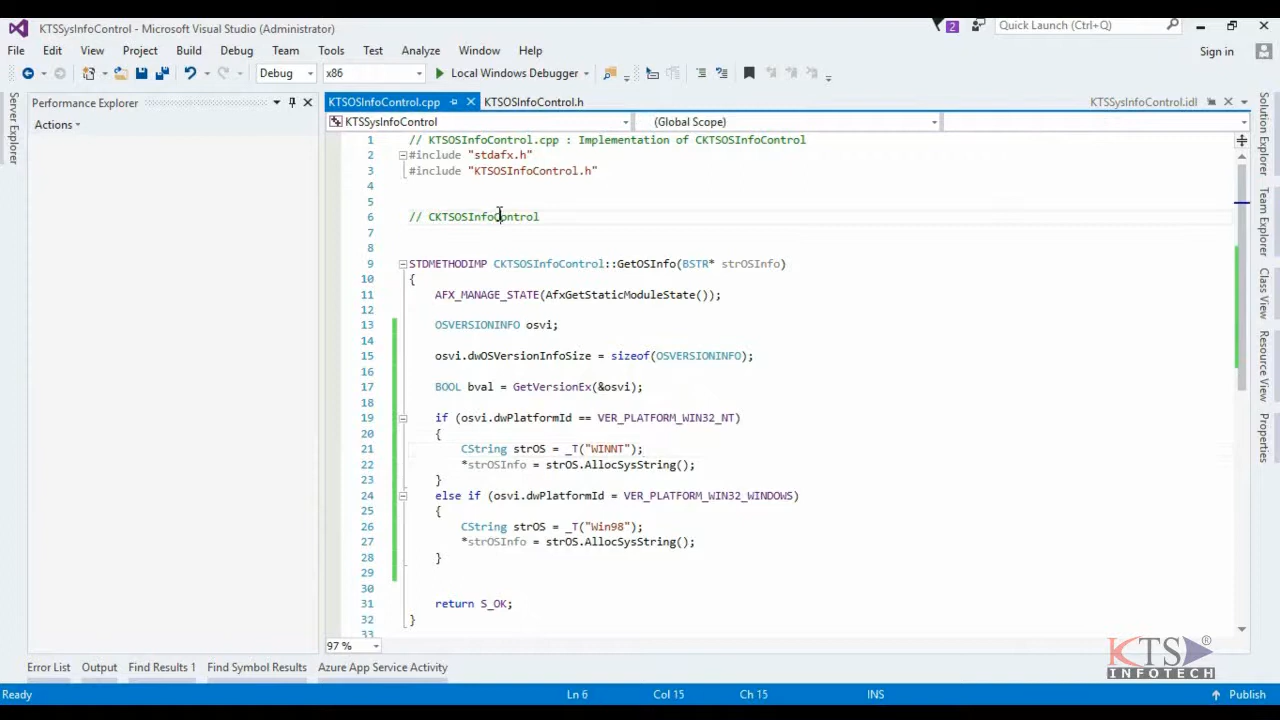 KTSSysInfoControl - Microsoft Visual Studio (Administrator)
2
Quick Launch (Ctrl+Q)
File Edit View Project Build Debug Team Tools Test Analyze Window Help
Sign in
Debug x86 Local Windows Debugger
Server Explorer
Performance Explorer
Actions
KTSOSInfoControl.cpp KTSOSInfoControl.h KTSSysInfoControl.idl
KTSSysInfoControl (Global Scope)
1 // KTSOSInfoControl.cpp : Implementation of CKTSOSInfoControl
2 #include "stdafx.h"
3 #include "KTSOSInfoControl.h"
4
5
6 // CKTSOSInfoControl
7
8
9 STDMETHODIMP CKTSOSInfoControl::GetOSInfo(BSTR* strOSInfo)
10 {
11 AFX_MANAGE_STATE(AfxGetStaticModuleState());
12
13 OSVERSIONINFO osvi;
14
15 osvi.dwOSVersionInfoSize = sizeof(OSVERSIONINFO);
16
17 BOOL bval = GetVersionEx(&osvi);
18
19 if (osvi.dwPlatformId == VER_PLATFORM_WIN32_NT)
20 {
21 CString strOS = _T("WINNT");
22 *strOSInfo = strOS.AllocSysString();
23 }
24 else if (osvi.dwPlatformId = VER_PLATFORM_WIN32_WINDOWS)
25 {
26 CString strOS = _T("Win98");
27 *strOSInfo = strOS.AllocSysString();
28 }
29
30
31 return S_OK;
32 }
33
97 %
Solution Explorer
Team Explorer
Class View
Resource View
Properties
KTS®
INFOTECH
Error List Output Find Results 1 Find Symbol Results Azure App Service Activity
Ready Ln 6 Col 15 Ch 15 INS Publish